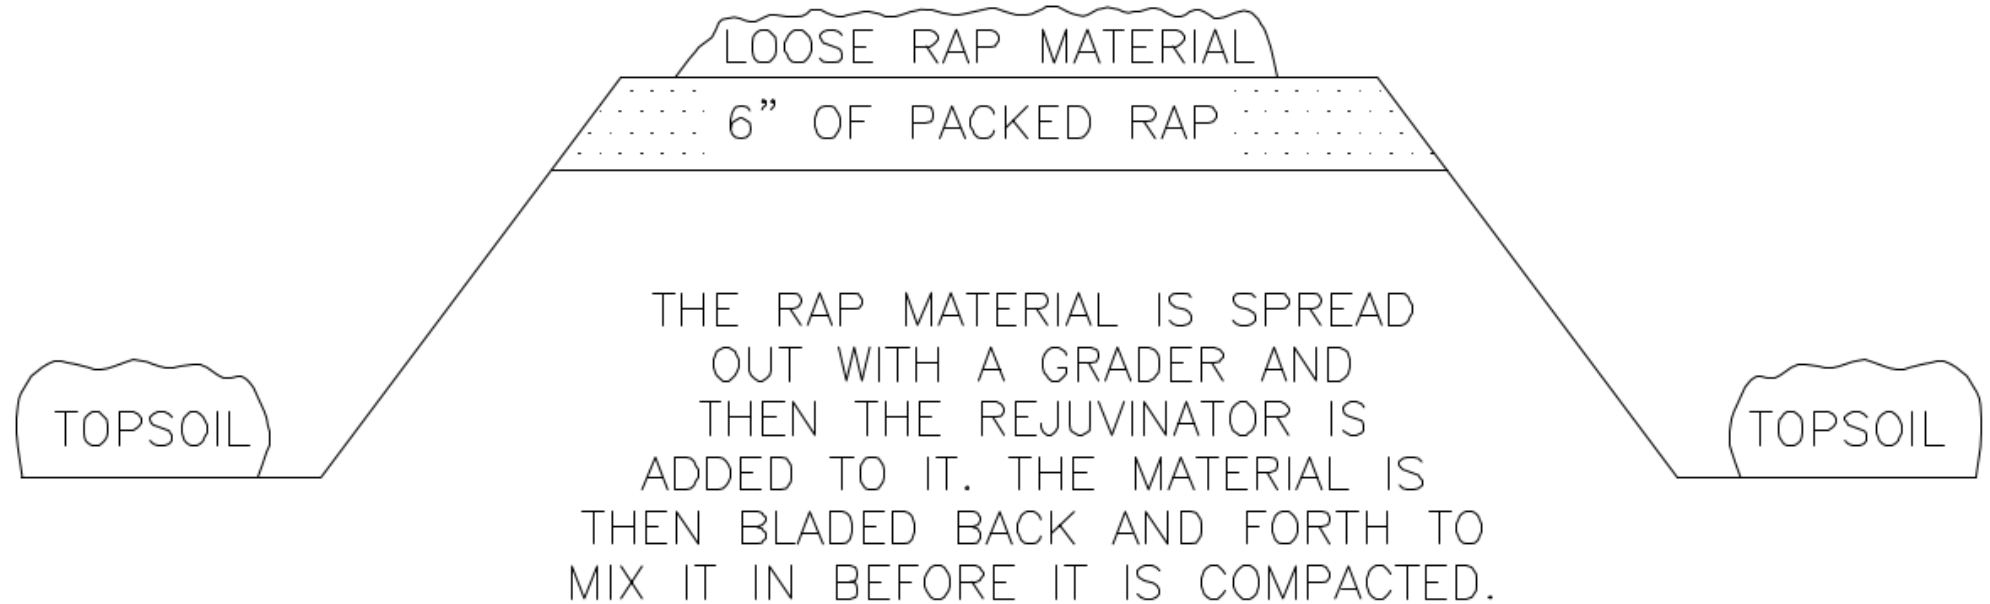 LOOSE RAP MATERIAL
6” OF PACKED RAP
THE RAP MATERIAL IS SPREAD
OUT WITH A GRADER AND
THEN THE REJUVINATOR IS
ADDED TO IT. THE MATERIAL IS
THEN BLADED BACK AND FORTH TO
MIX IT IN BEFORE IT IS COMPACTED.
TOPSOIL
TOPSOIL